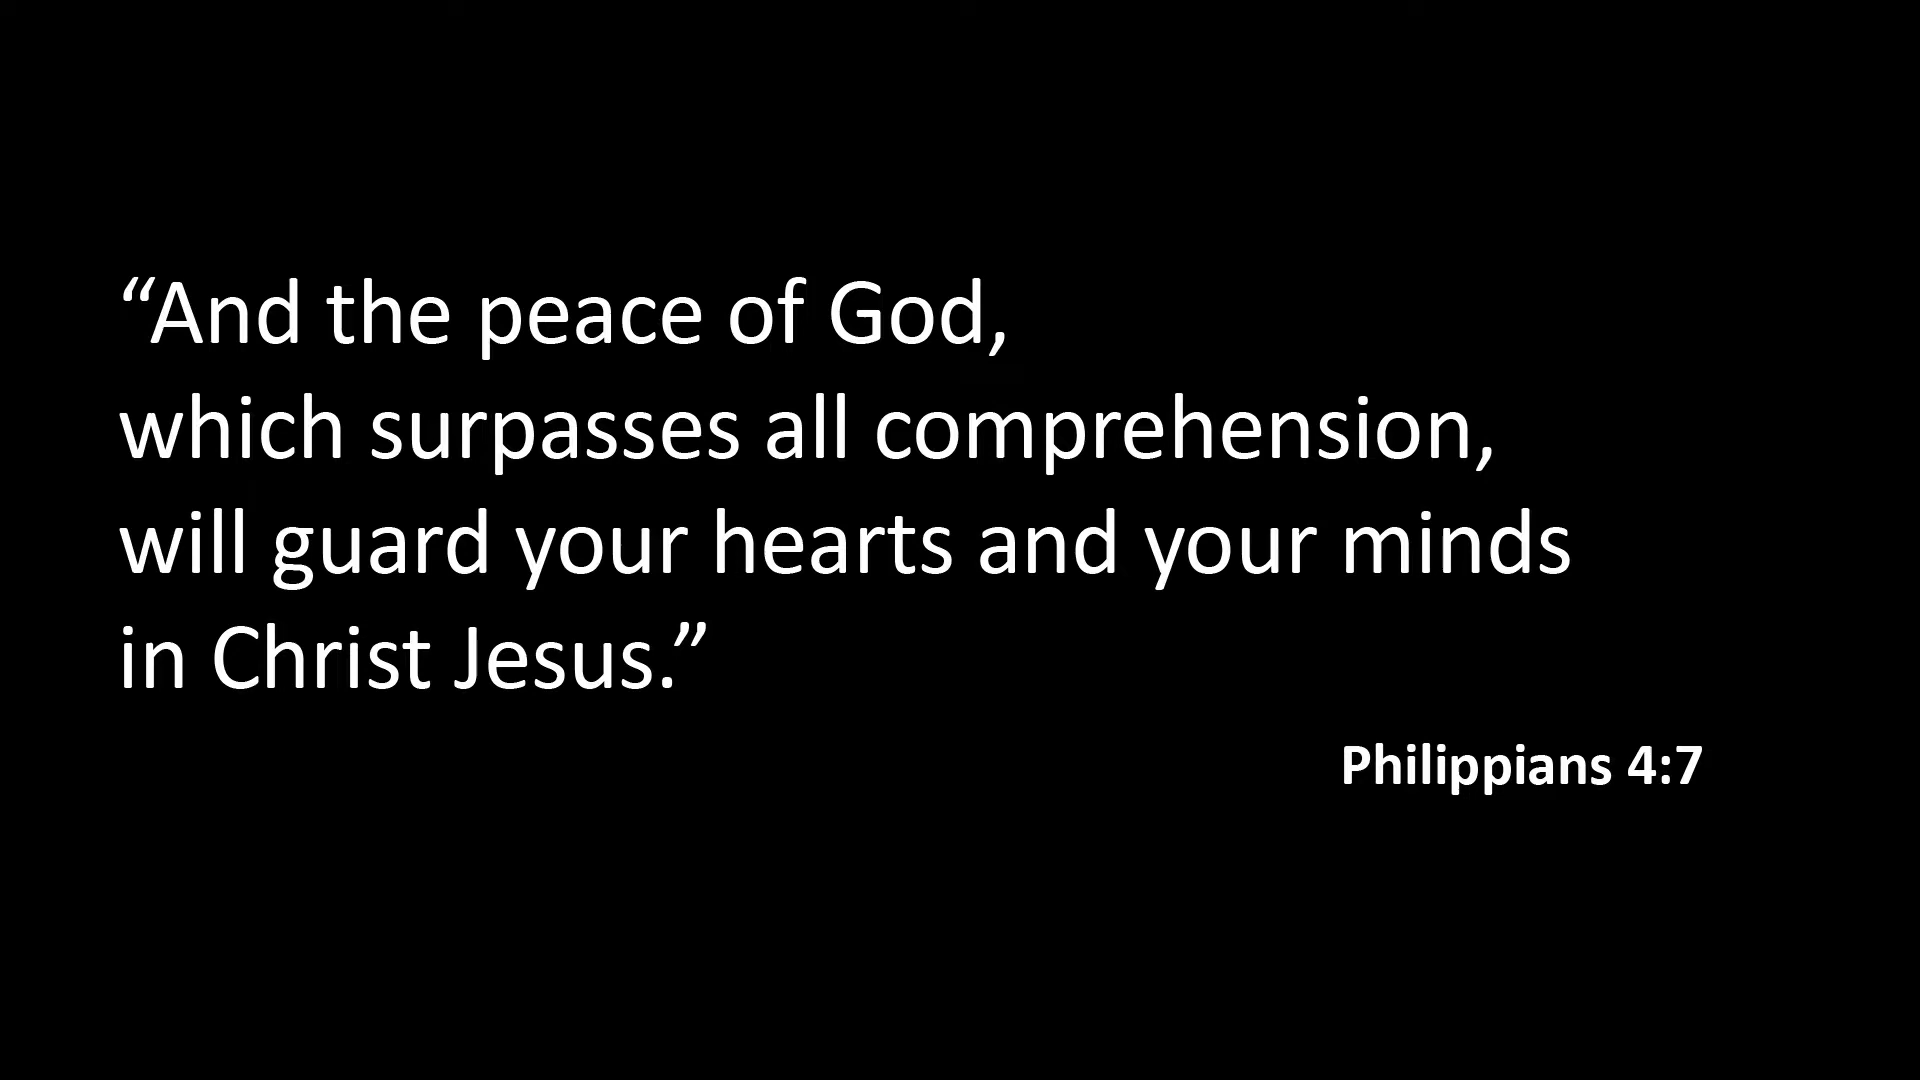 “And the peace of God,
which surpasses all comprehension,
will guard your hearts and your minds
in Christ Jesus.”
Philippians 4:7